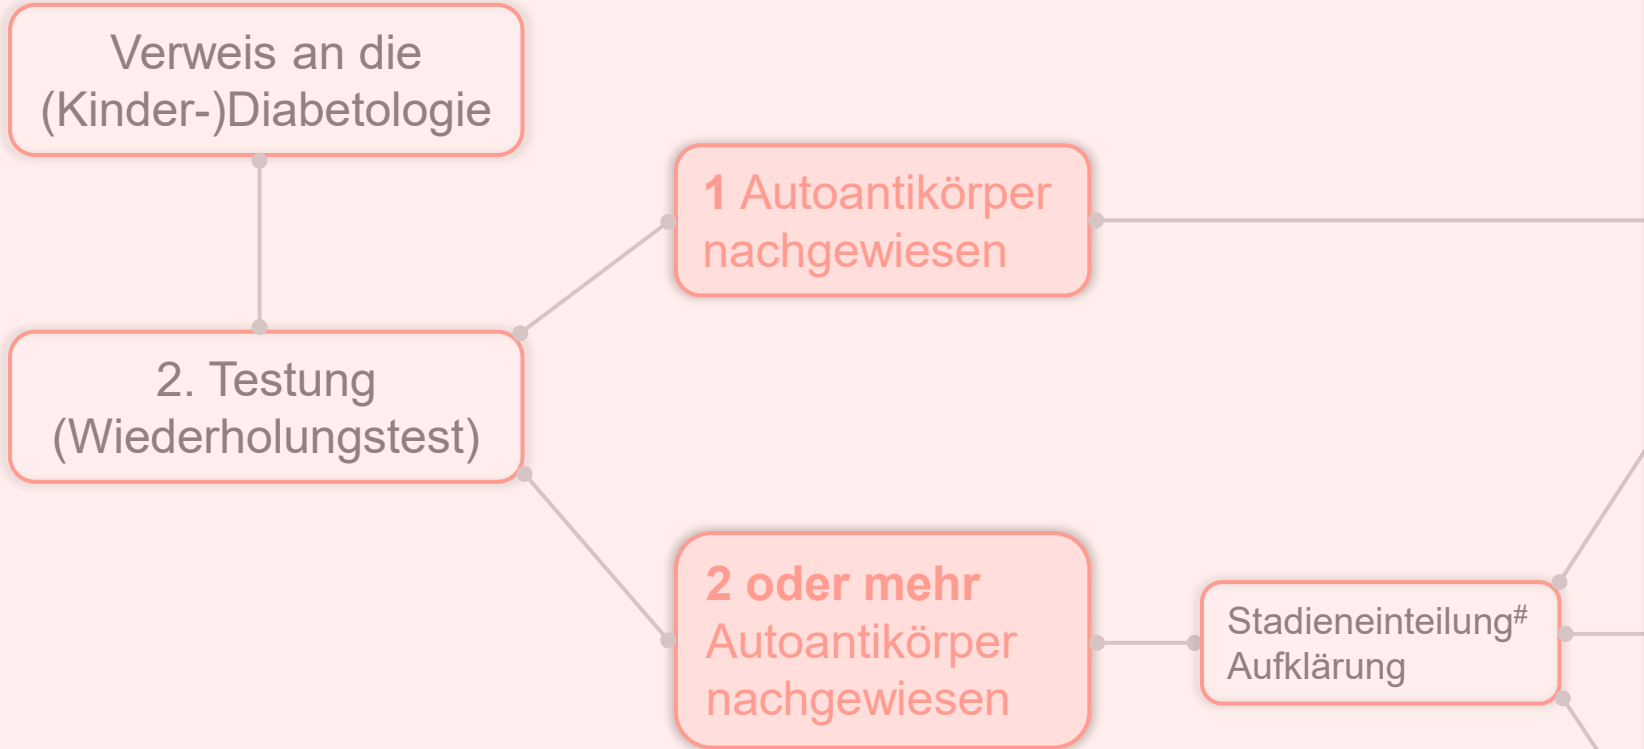 Verweis an die
(Kinder-)Diabetologie
1 Autoantikörper
nachgewiesen
2. Testung
(Wiederholungstest)
2 oder mehr
Autoantikörper
nachgewiesen
Stadieneinteilung#
Aufklärung